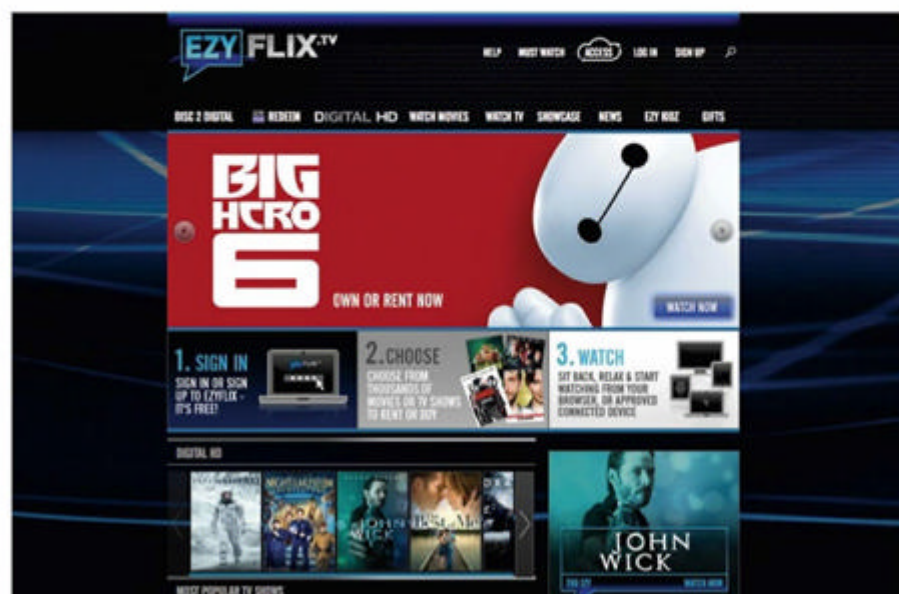 EZY FLIX.TV
HELP MUST WATCH ACCESS LOG IN SIGN UP
DISC 2 DIGITAL REDEEM DIGITAL HD WATCH MOVIES WATCH TV SHOWCASE NEWS EZY KIDZ GIFTS
BIG
HERO
6
OWN OR RENT NOW
WATCH NOW
1. SIGN IN
SIGN IN OR SIGN
UP TO EZYFLIX -
IT'S FREE!
2. CHOOSE
CHOOSE FROM
THOUSANDS OF
MOVIES OR TV SHOWS
TO RENT OR BUY
3. WATCH
SIT BACK, RELAX & START
WATCHING FROM YOUR
BROWSER, OR APPROVED
CONNECTED DEVICE
DIGITAL HD
JOHN
WICK
JOHN
WICK
WATCH NOW
MOST POPULAR TV SHOWS